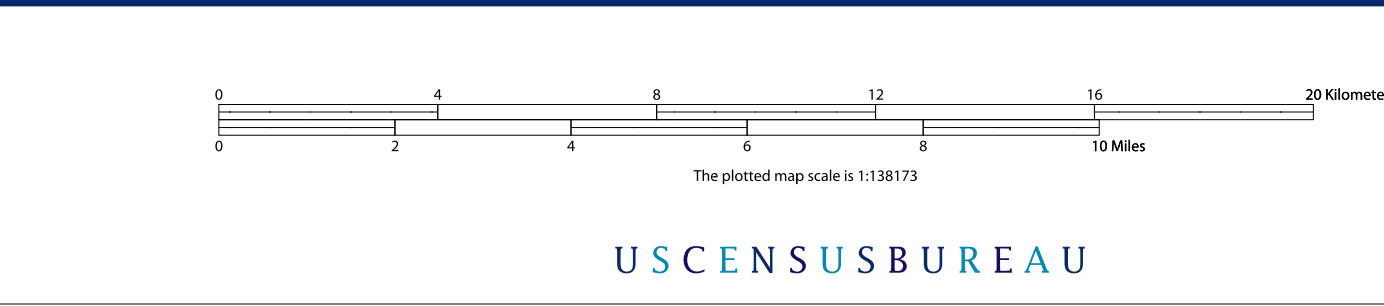 0 4 8 12 16 20 Kilomete
0 2 4 6 8 10 Miles
The plotted map scale is 1:138173
USCENSUSBUREAU